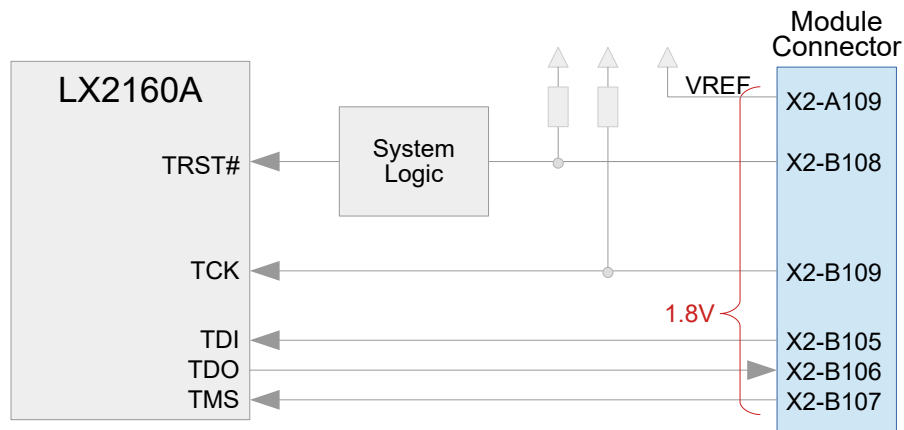 Module
Connector
LX2160A
VREF
X2-A109
TRST#
System
Logic
X2-B108
TCK
X2-B109
1.8V
TDI
X2-B105
TDO
X2-B106
TMS
X2-B107